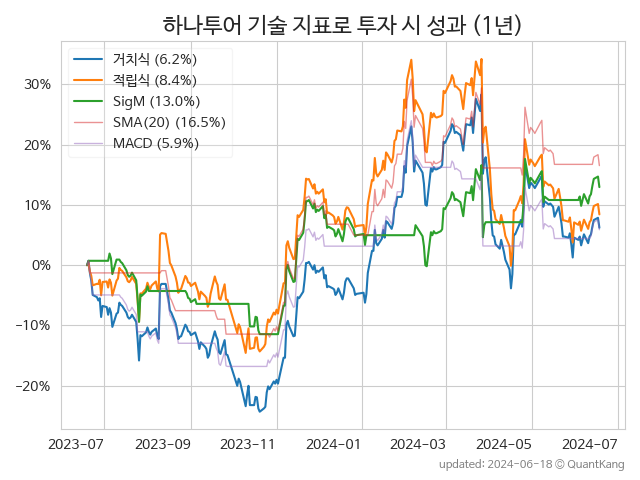 하나투어 기술 지표로 투자 시 성과 (1년)
거치식 (6.2%)
적립식 (8.4%)
SigM (13.0%)
SMA(20) (16.5%)
MACD (5.9%)
30%
20%
10%
0%
−10%
−20%
2023-07 2023-09 2023-11 2024-01 2024-03 2024-05 2024-07
updated: 2024-06-18 © QuantKang